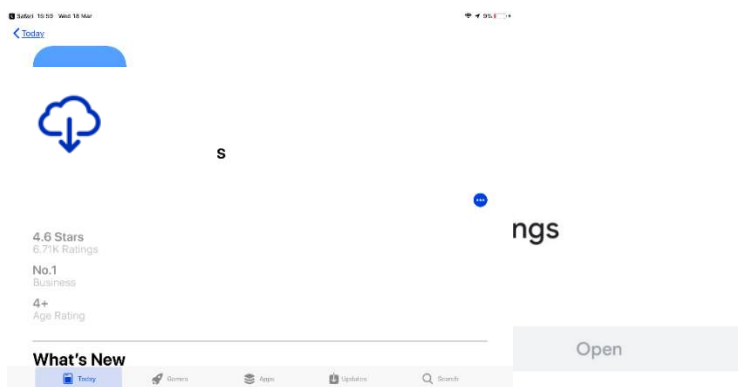 Safari 16:59 Wed 18 Mar
Today
s
4.6 Stars
6.71K Ratings
No.1
Business
4+
Age Rating
What's New
Today
Games
Apps
Updates
Search
ngs
Open